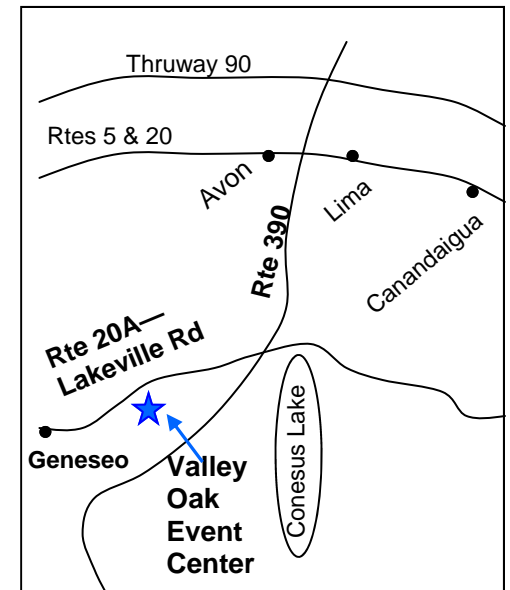 Thruway 90
Rtes 5 & 20
Avon
Lima
Canandaigua
Rte 390
Rte 20A—
Lakeville Rd
Geneseo
Valley
Oak
Event
Center
Conesus Lake